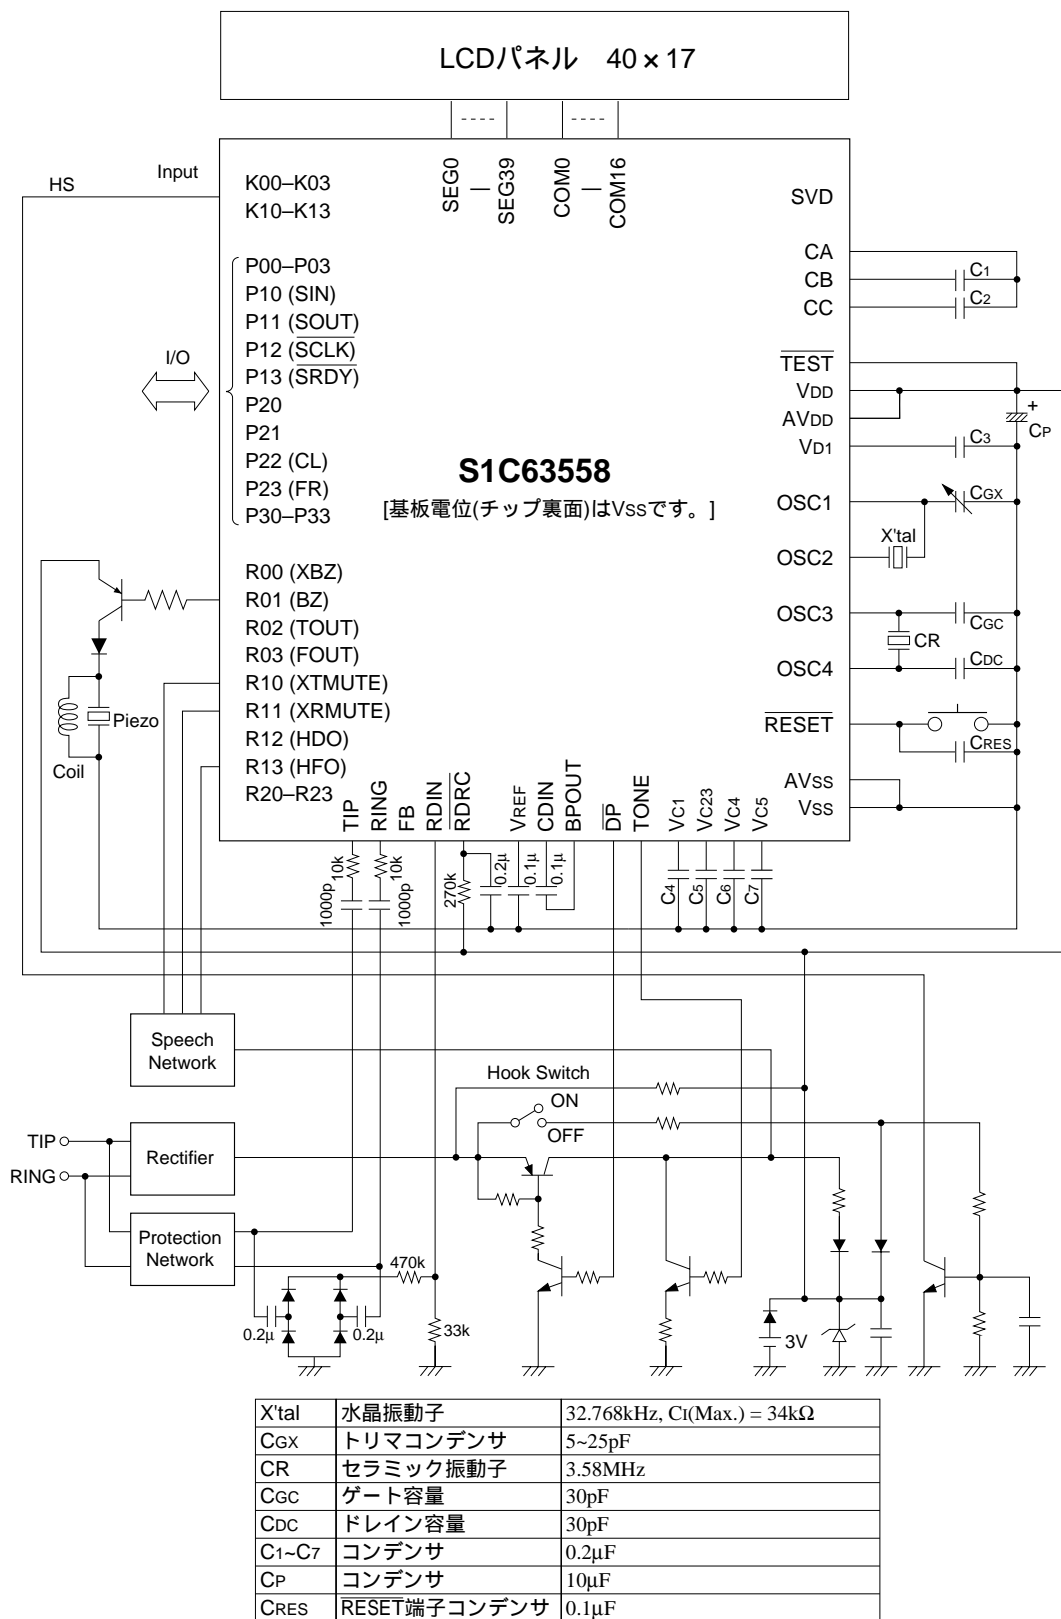 LCDパネル 40×17
HS
Input
K00–K03
K10–K13
SEG0
SEG39
COM0
COM16
SVD
CA
CB
CC
C1
C2
P00–P03
P10 (SIN)
P11 (SOUT)
P12 (SCLK)
P13 (SRDY)
P20
P21
P22 (CL)
P23 (FR)
P30–P33
I/O
TEST
VDD
AVDD
VD1
C3
+
CP
S1C63558
[基板電位(チップ裏面)はVssです。]
OSC1
CGX
X'tal
OSC2
OSC3
CGC
CR
OSC4
CDC
RESET
CRES
AVSS
VSS
R00 (XBZ)
R01 (BZ)
R02 (TOUT)
R03 (FOUT)
R10 (XTMUTE)
R11 (XRMUTE)
R12 (HDO)
R13 (HFO)
R20–R23
Piezo
Coil
TIP
RING
FB
RDIN
RDRC
VREF
CDIN
BPOUT
DP
TONE
VC1
VC23
VC4
VC5
10k
10k
1000p
1000p
270k
0.2µ
0.1µ
0.1µ
C4
C5
C6
C7
Speech
Network
Hook Switch
ON
OFF
TIP
RING
Rectifier
Protection
Network
470k
0.2µ
0.2µ
33k
3V
X'tal 水晶振動子 32.768kHz, CI(Max.) = 34kΩ
CGX トリマコンデンサ 5~25pF
CR セラミック振動子 3.58MHz
CGC ゲート容量 30pF
CDC ドレイン容量 30pF
C1~C7 コンデンサ 0.2µF
CP コンデンサ 10µF
CRES RESET端子コンデンサ 0.1µF